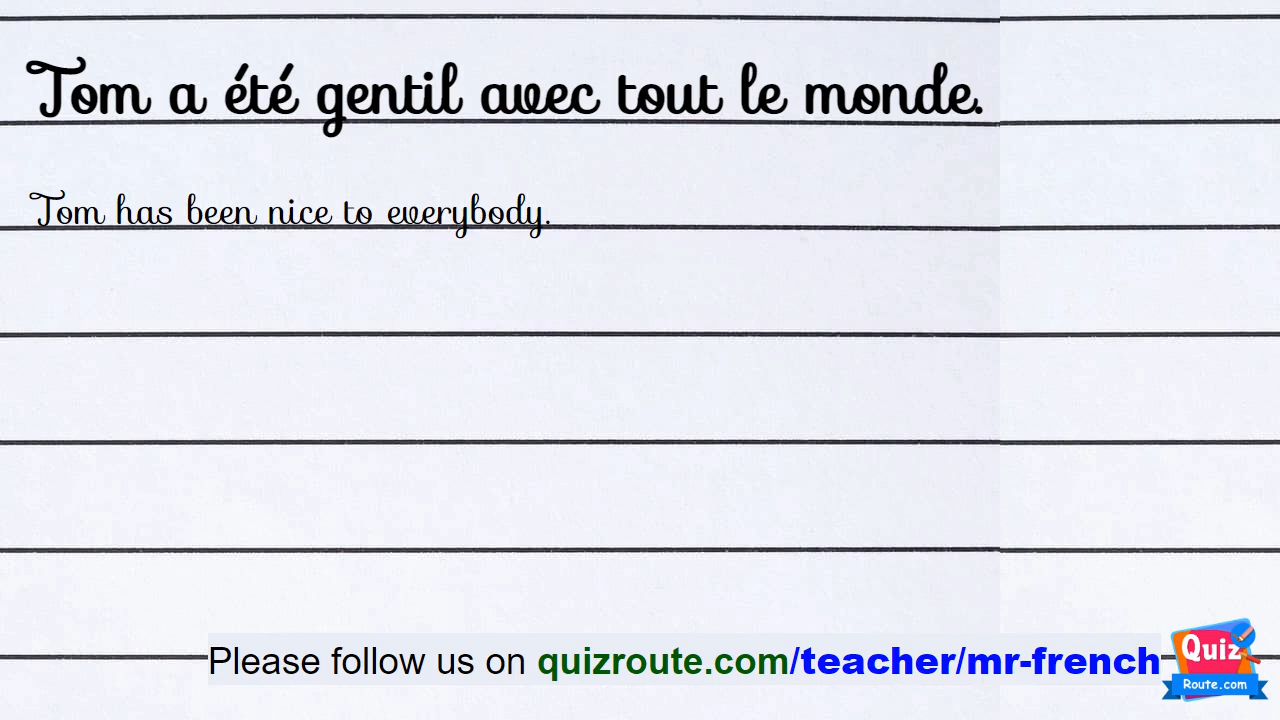 Tom a été gentil avec tout le monde.
Tom has been nice to everybody.
Please follow us on quizroute.com/teacher/mr-french
Quiz
Route.com